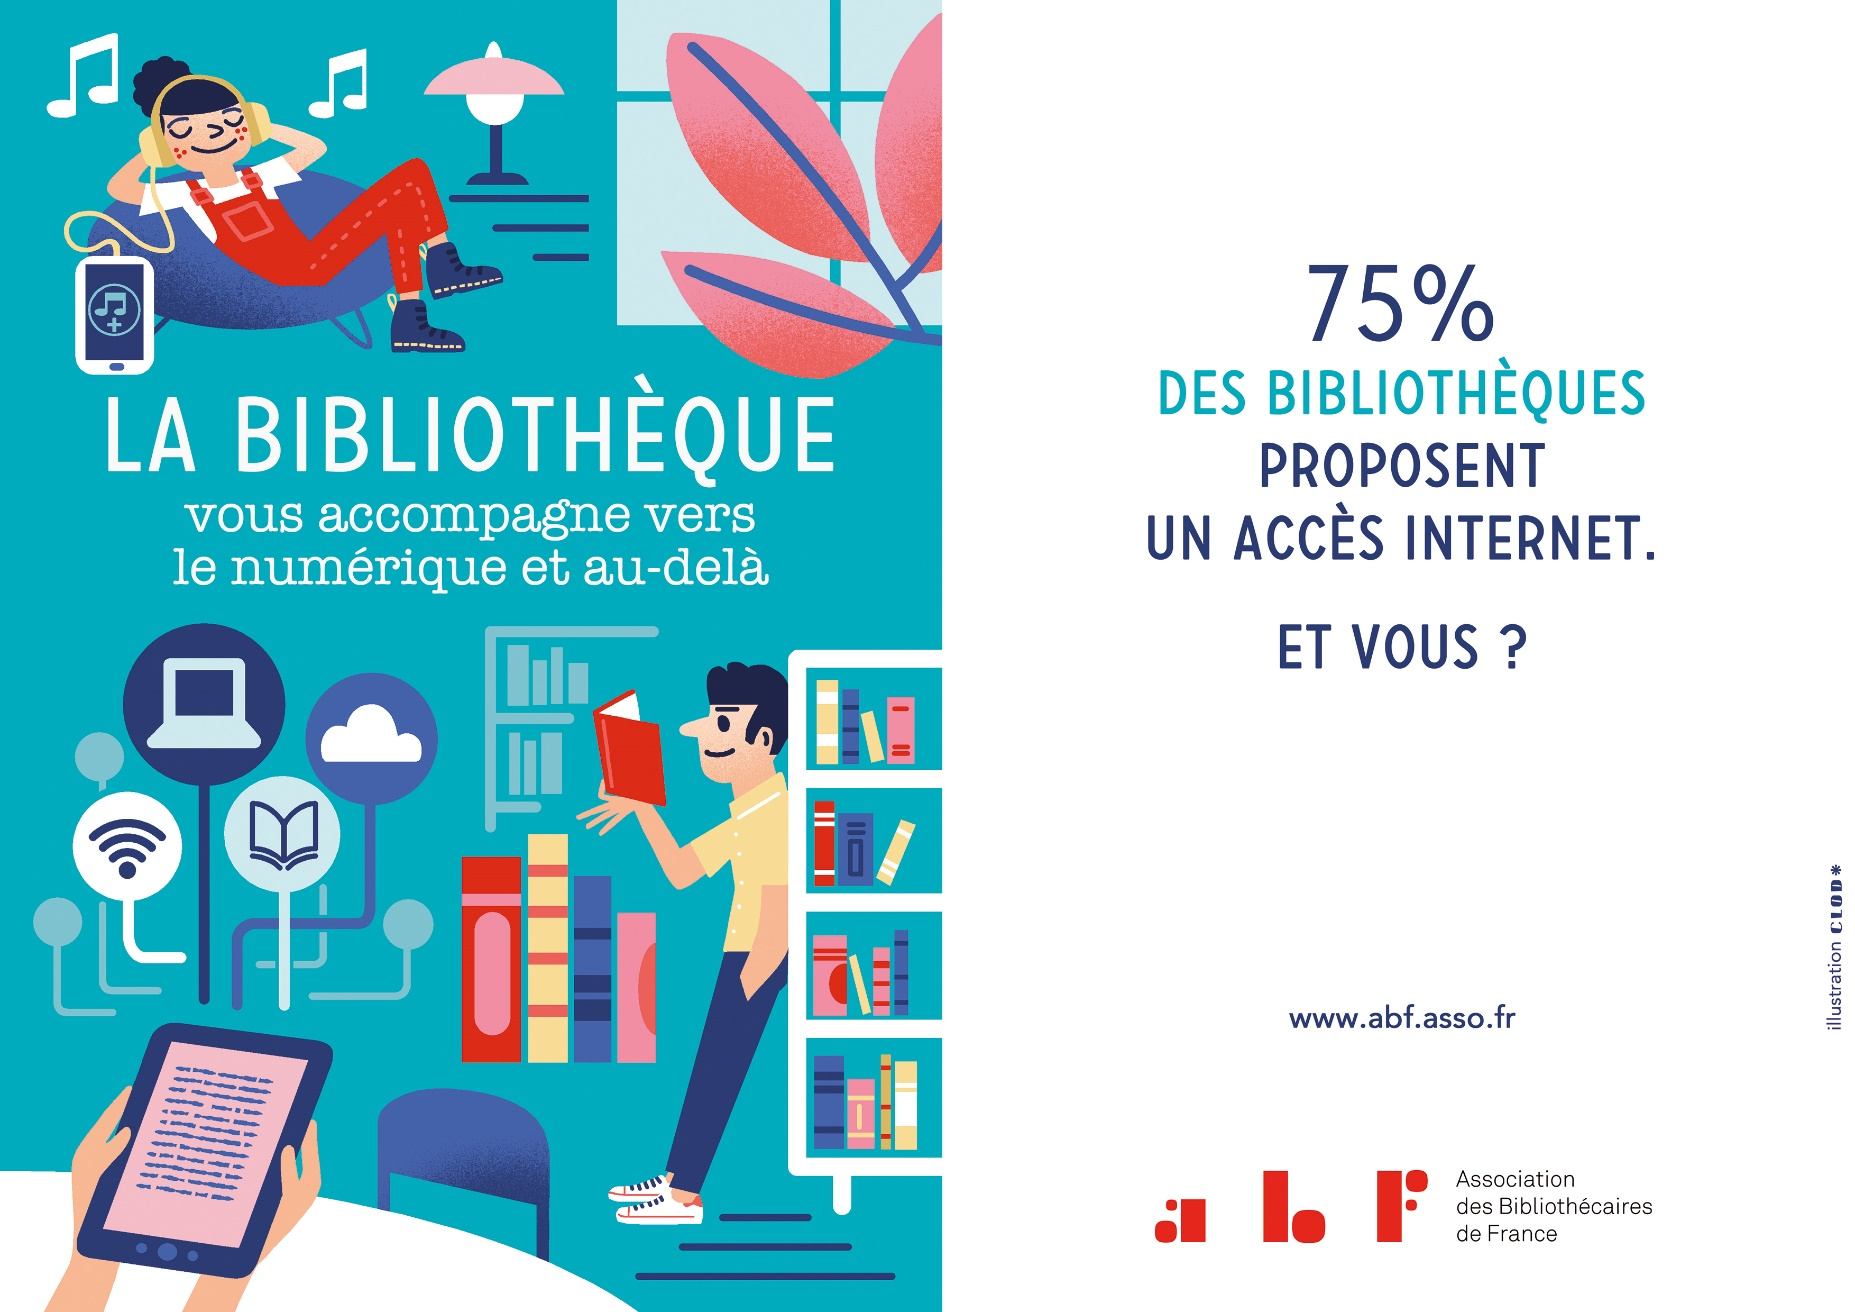 LA BIBLIOTHÈQUE
vous accompagne vers
le numérique et au-delà
75%
DES BIBLIOTHÈQUES
PROPOSENT
UN ACCÈS INTERNET.
ET VOUS ?
www.abf.asso.fr
abf
Association
des Bibliothécaires
de France
illustration CLOD*